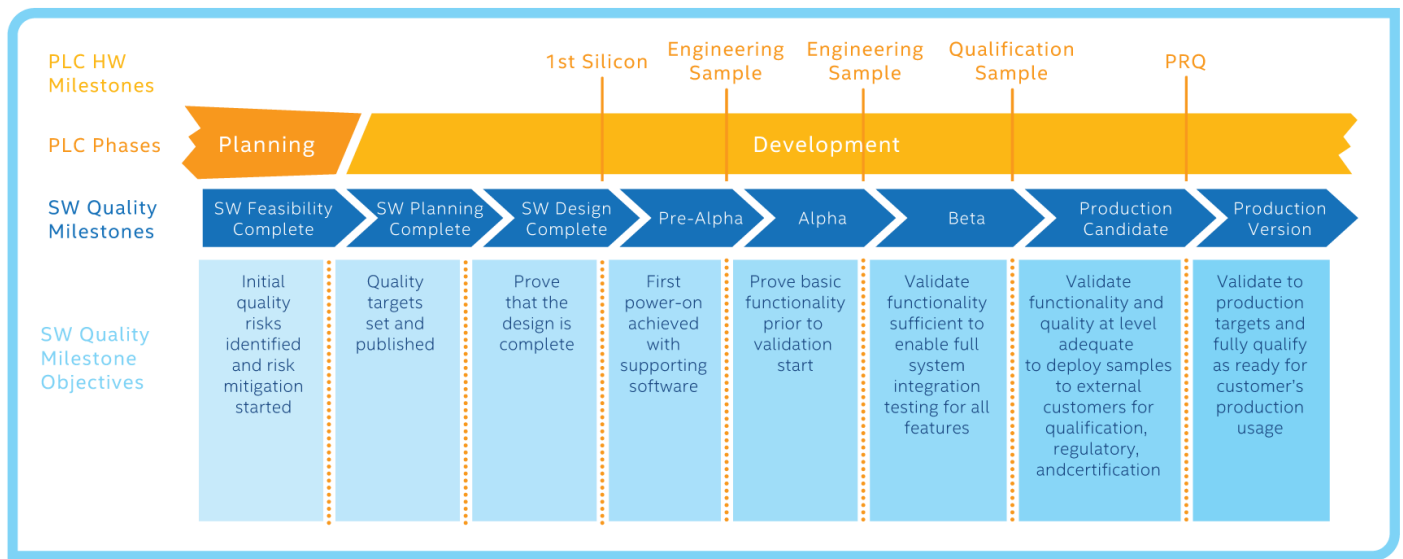 PLC HW
Milestones
1st Silicon
Engineering
Sample
Engineering
Sample
Qualification
Sample
PRQ
PLC Phases
Planning
Development
SW Quality
Milestones
SW Feasibility
Complete
SW Planning
Complete
SW Design
Complete
Pre-Alpha
Alpha
Beta
Production
Candidate
Production
Version
SW Quality
Milestone
Objectives
Initial
quality
risks
identified
and risk
mitigation
started
Quality
targets
set and
published
Prove
that the
design is
complete
First
power-on
achieved
with
supporting
software
Prove basic
functionality
prior to
validation
start
Validate
functionality
sufficient to
enable full
system
integration
testing for all
features
Validate
functionality and
quality at level
adequate
to deploy samples
to external
customers for
qualification,
regulatory,
andcertification
Validate to
production
targets and
fully qualify
as ready for
customer's
production
usage